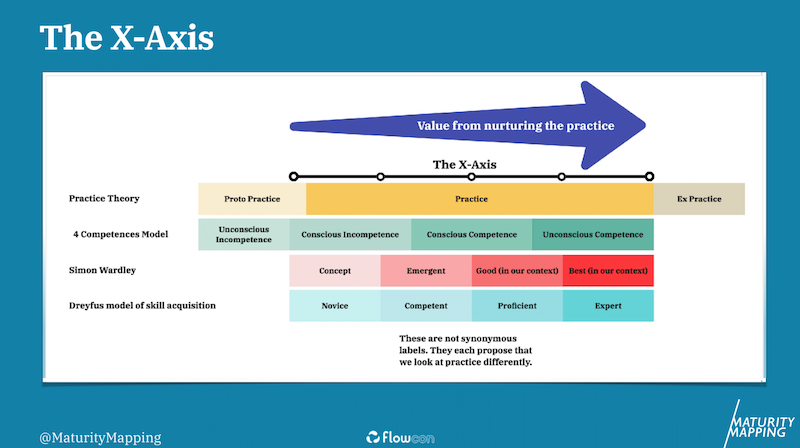 The X-Axis
Value from nurturing the practice
The X-Axis
Practice Theory
Proto Practice
Practice
Ex Practice
4 Competences Model
Unconscious
Incompetence
Conscious Incompetence
Conscious Competence
Unconscious Competence
Simon Wardley
Concept
Emergent
Good (in our context)
Best (in our context)
Dreyfus model of skill acquisition
Novice
Competent
Proficient
Expert
These are not synonymous
labels. They each propose that
we look at practice differently.
@MaturityMapping
Flowcon
MATURITY
MAPPING